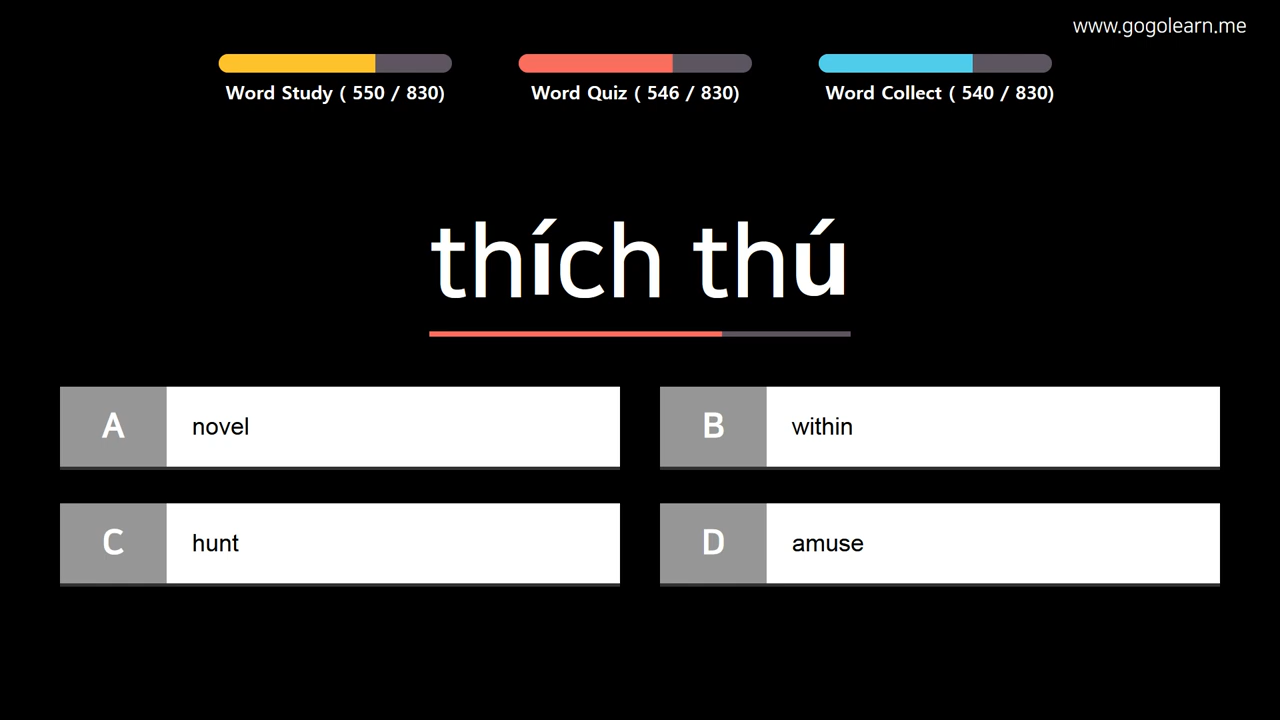 www.gogolearn.me
Word Study ( 550 / 830)
Word Quiz ( 546 / 830)
Word Collect ( 540 / 830)
thích thú
A novel
B within
C hunt
D amuse